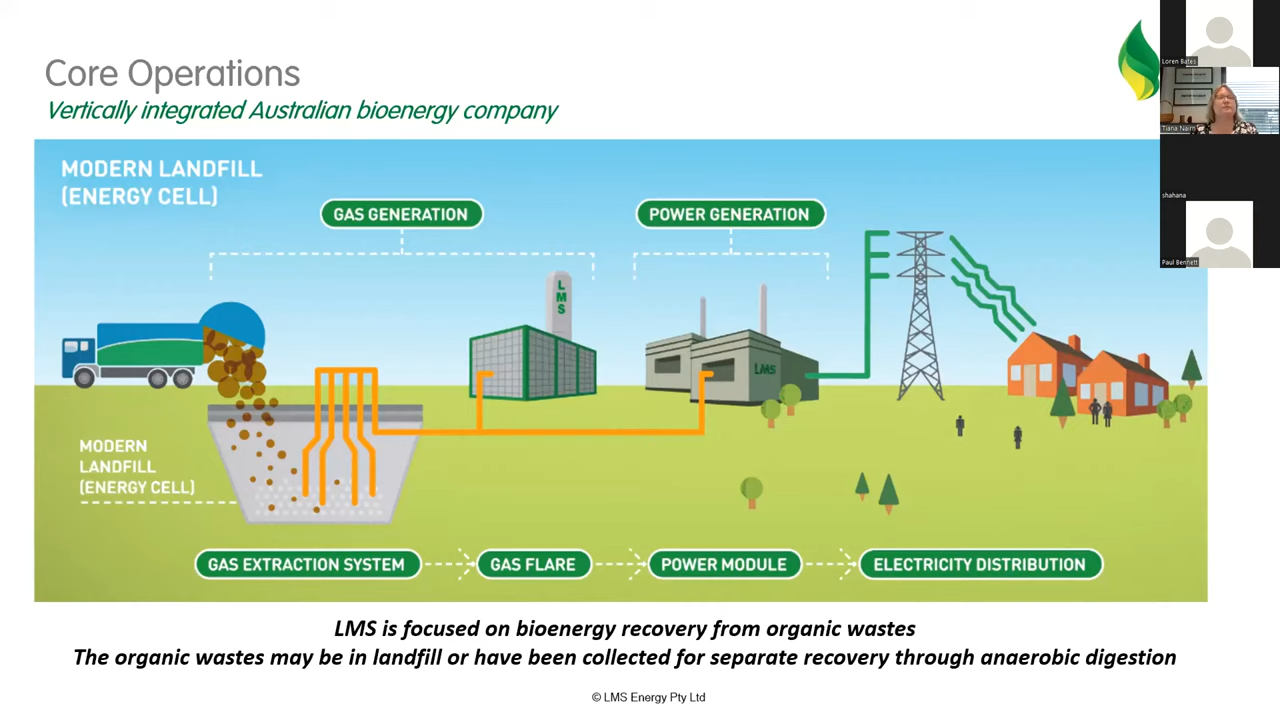 Core Operations
Vertically integrated Australian bioenergy company
Loren Bates
Tiana Nairn
shahana
Paul Bennett
MODERN LANDFILL
(ENERGY CELL)
GAS GENERATION
POWER GENERATION
LMS
LMS
MODERN
LANDFILL
(ENERGY CELL)
GAS EXTRACTION SYSTEM
GAS FLARE
POWER MODULE
ELECTRICITY DISTRIBUTION
LMS is focused on bioenergy recovery from organic wastes
The organic wastes may be in landfill or have been collected for separate recovery through anaerobic digestion
© LMS Energy Pty Ltd